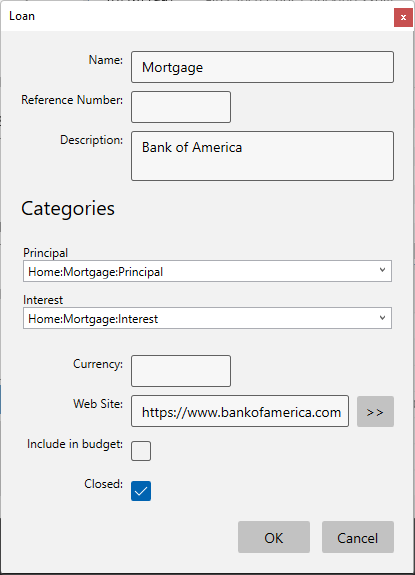 Loan
Name: Mortgage
Reference Number:
Description: Bank of America
Categories
Principal
Home:Mortgage:Principal
Interest
Home:Mortgage:Interest
Currency:
Web Site: https://www.bankofamerica.com >>
Include in budget:
Closed:
OK Cancel